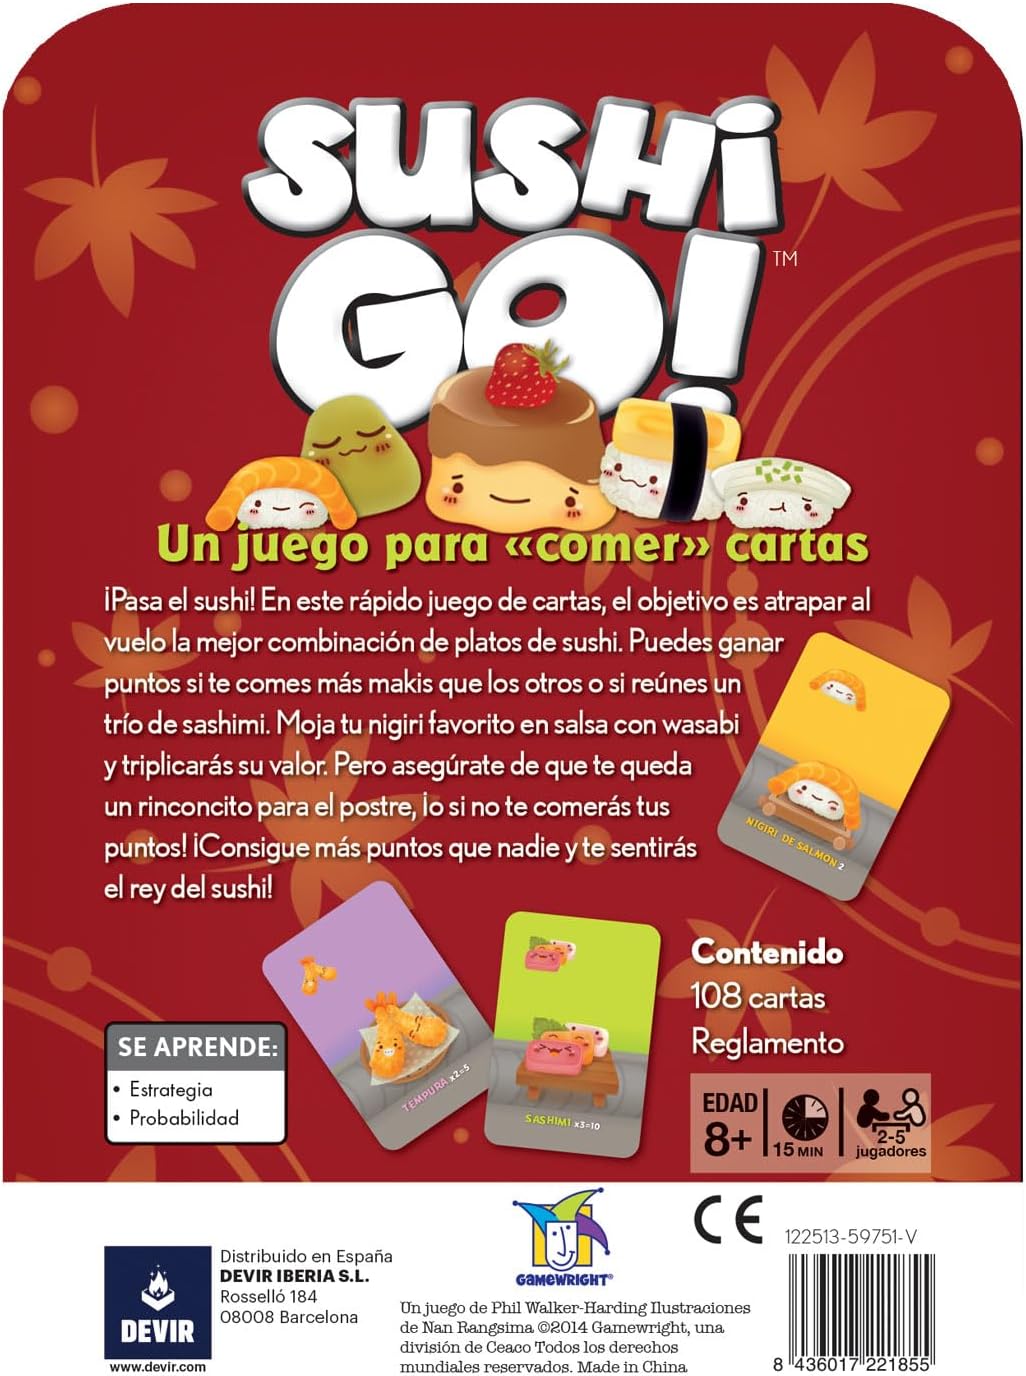 SUSHi
GO!
TM
Un juego para «comer» cartas
¡Pasa el sushi! En este rápido juego de cartas, el objetivo es atrapar al
vuelo la mejor combinación de platos de sushi. Puedes ganar
puntos si te comes más makis que los otros o si reúnes un
trío de sashimi. Moja tu nigiri favorito en salsa con wasabi
y triplicarás su valor. Pero asegúrate de que te queda
un rinconcito para el postre, ¡o si no te comerás tus
puntos! ¡Consigue más puntos que nadie y te sentirás
el rey del sushi!
NIGIRI DE SALMON 2
TEMPURA x2=5
SASHIMI x3=10
Contenido
108 cartas
Reglamento
SE APRENDE:
• Estrategia
• Probabilidad
EDAD
8+
15 MIN
2-5
jugadores
DEVIR
www.devir.com
Distribuido en España
DEVIR IBERIA S.L.
Rosselló 184
08008 Barcelona
GAMEWRIGHT®
Un juego de Phil Walker-Harding Ilustraciones
de Nan Rangsima ©2014 Gamewright, una
división de Ceaco Todos los derechos
mundiales reservados. Made in China
CE
122513-59751-V
8 436017 221855